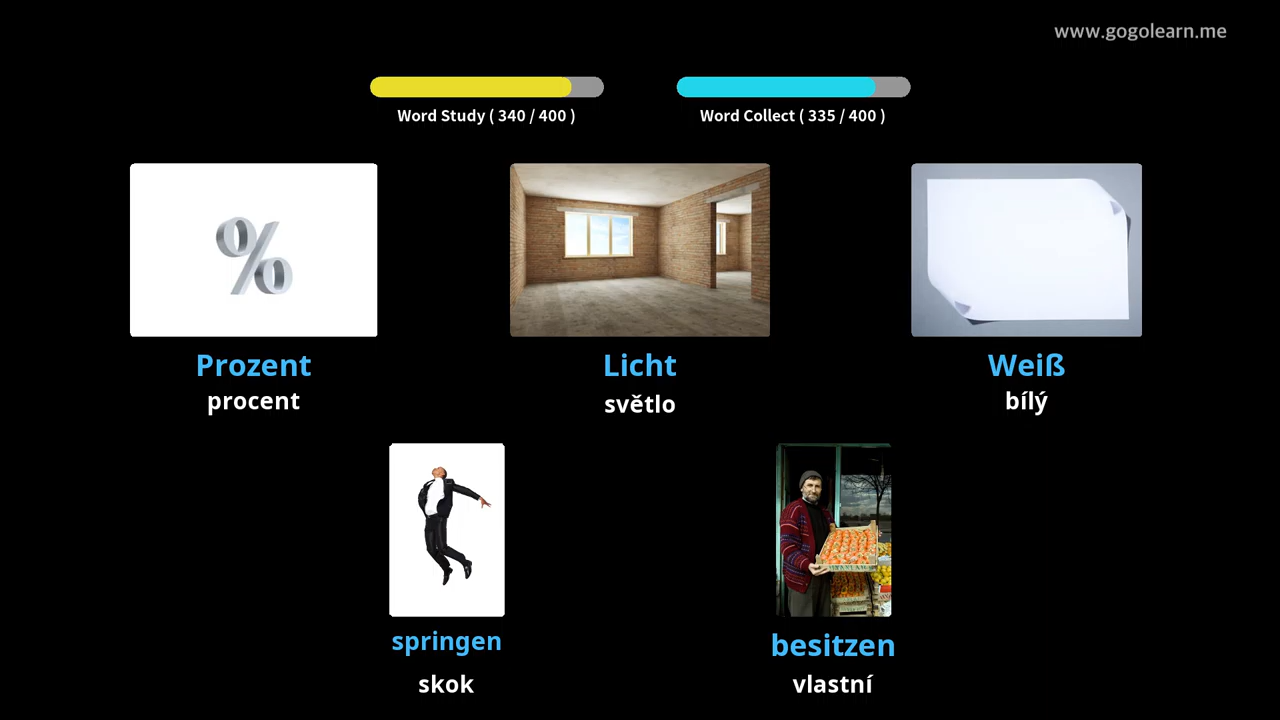 www.gogolearn.me
Word Study ( 340 / 400 )
Word Collect ( 335 / 400 )
Prozent
procent
Licht
světlo
Weiß
bílý
springen
skok
besitzen
vlastní